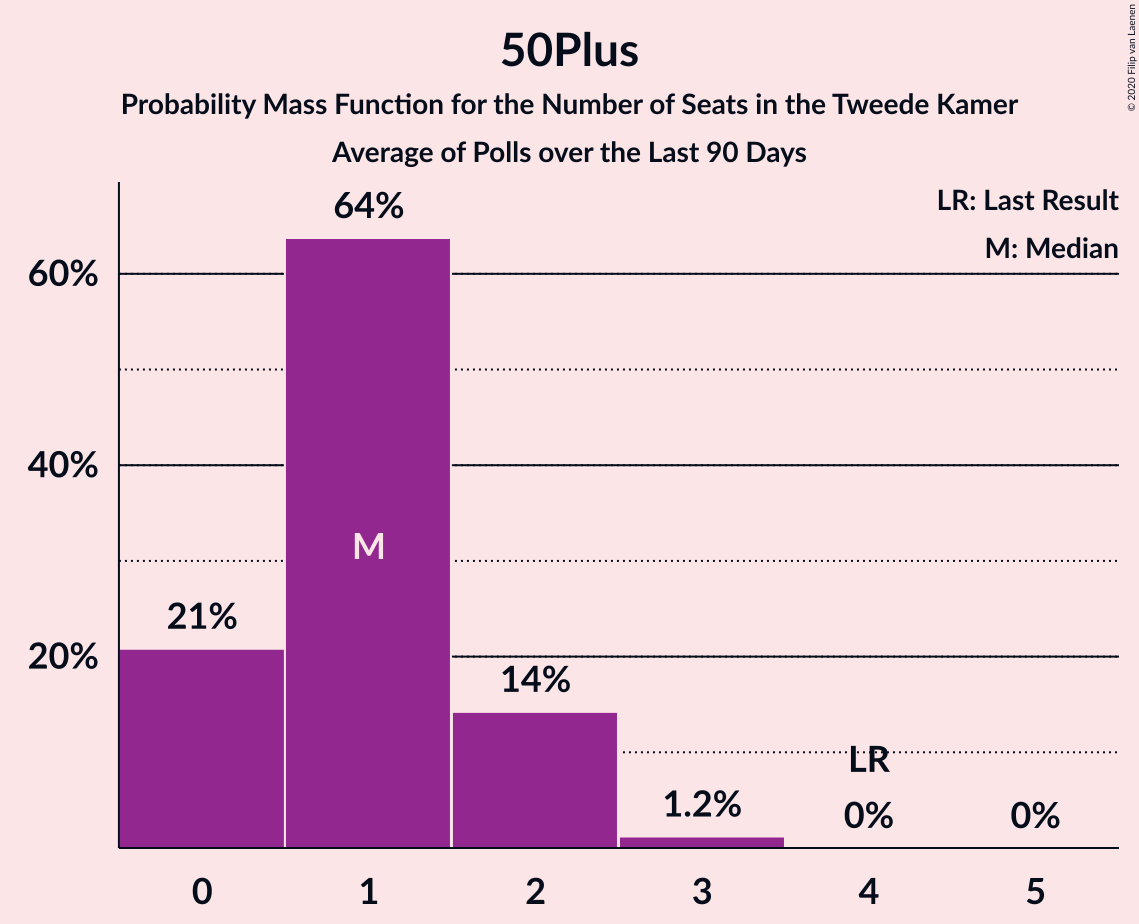 50Plus
Probability Mass Function for the Number of Seats in the Tweede Kamer
Average of Polls over the Last 90 Days
© 2020 Filip van Laenen
LR: Last Result
M: Median
64%
60%
40%
M
21%
20%
14%
LR
1.2%
0%
0%
0 1 2 3 4 5